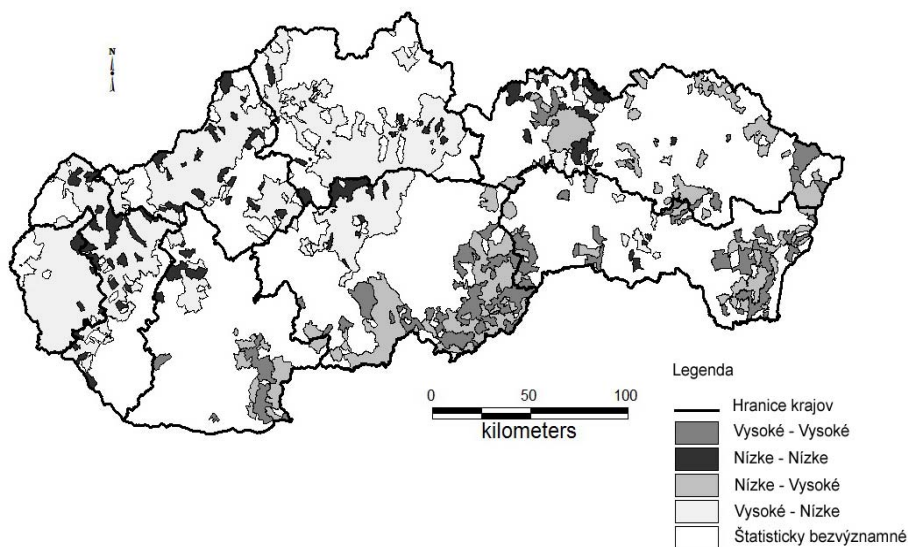 N
Legenda
0 50 100
kilometers
Hranice krajov
Vysoké - Vysoké
Nízke - Nízke
Nízke - Vysoké
Vysoké - Nízke
Štatisticky bezvýznamné